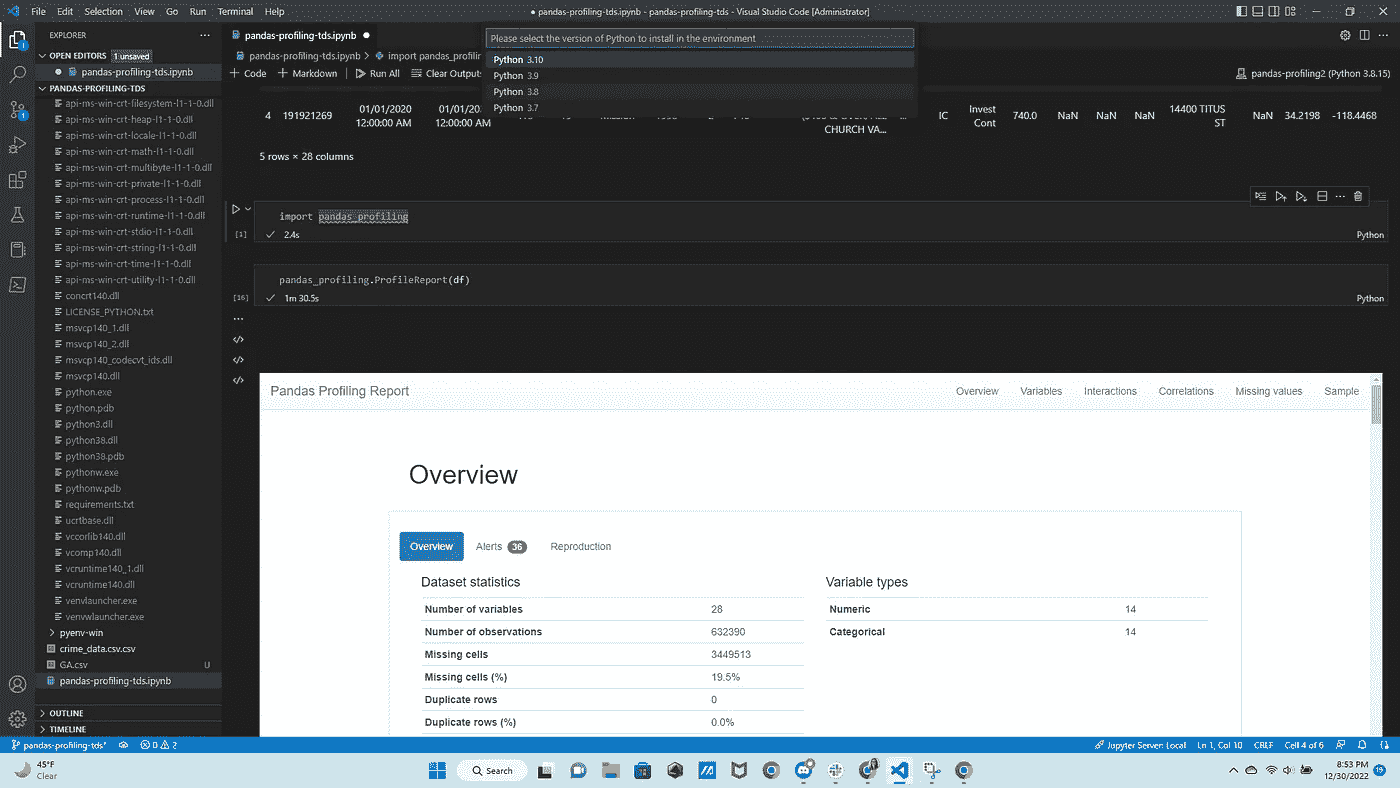 File Edit Selection View Go Run Terminal Help
● pandas-profiling-tds.ipynb - pandas-profiling-tds - Visual Studio Code [Administrator]
EXPLORER
OPEN EDITORS 1 unsaved
pandas-profiling-tds.ipynb
PANDAS-PROFILING-TDS
api-ms-win-crt-filesystem-l1-1-0.dll
api-ms-win-crt-heap-l1-1-0.dll
api-ms-win-crt-locale-l1-1-0.dll
api-ms-win-crt-math-l1-1-0.dll
api-ms-win-crt-multibyte-l1-1-0.dll
api-ms-win-crt-private-l1-1-0.dll
api-ms-win-crt-process-l1-1-0.dll
api-ms-win-crt-runtime-l1-1-0.dll
api-ms-win-crt-stdio-l1-1-0.dll
api-ms-win-crt-string-l1-1-0.dll
api-ms-win-crt-time-l1-1-0.dll
api-ms-win-crt-utility-l1-1-0.dll
concrt140.dll
LICENSE_PYTHON.txt
msvcp140_1.dll
msvcp140_2.dll
msvcp140_codecvt_ids.dll
msvcp140.dll
python.exe
python.pdb
python3.dll
python38.dll
python38.pdb
pythonw.exe
pythonw.pdb
requirements.txt
ucrtbase.dll
vccorlib140.dll
vcomp140.dll
vcruntime140_1.dll
vcruntime140.dll
venvlauncher.exe
venvwlauncher.exe
pyenv-win
crime_data.csv.csv
GA.csv U
pandas-profiling-tds.ipynb
OUTLINE
TIMELINE
pandas-profiling-tds.ipynb ●
pandas-profiling-tds.ipynb > import pandas_profilin
+ Code + Markdown Run All Clear Outputs
pandas-profiling2 (Python 3.8.15)
Please select the version of Python to install in the environment
Python 3.10
Python 3.9
Python 3.8
Python 3.7
4 191921269 01/01/2020 12:00:00 AM 12:00:00 AM
CHURCH VA...
IC Invest Cont 740.0 NaN NaN NaN 14400 TITUS ST NaN 34.2198 -118.4468
5 rows × 28 columns
import pandas_profiling
[1] 2.4s Python
pandas_profiling.ProfileReport(df)
[16] 1m 30.5s Python
...
Pandas Profiling Report Overview Variables Interactions Correlations Missing values Sample
Overview
Overview Alerts 36 Reproduction
Dataset statistics
Number of variables 28
Number of observations 632390
Missing cells 3449513
Missing cells (%) 19.5%
Duplicate rows 0
Duplicate rows (%) 0.0%
Variable types
Numeric 14
Categorical 14
pandas-profiling-tds* 0 2
Jupyter Server: Local Ln 1, Col 10 CRLF Cell 4 of 6
45°F
Clear
Search
8:53 PM
12/30/2022
19